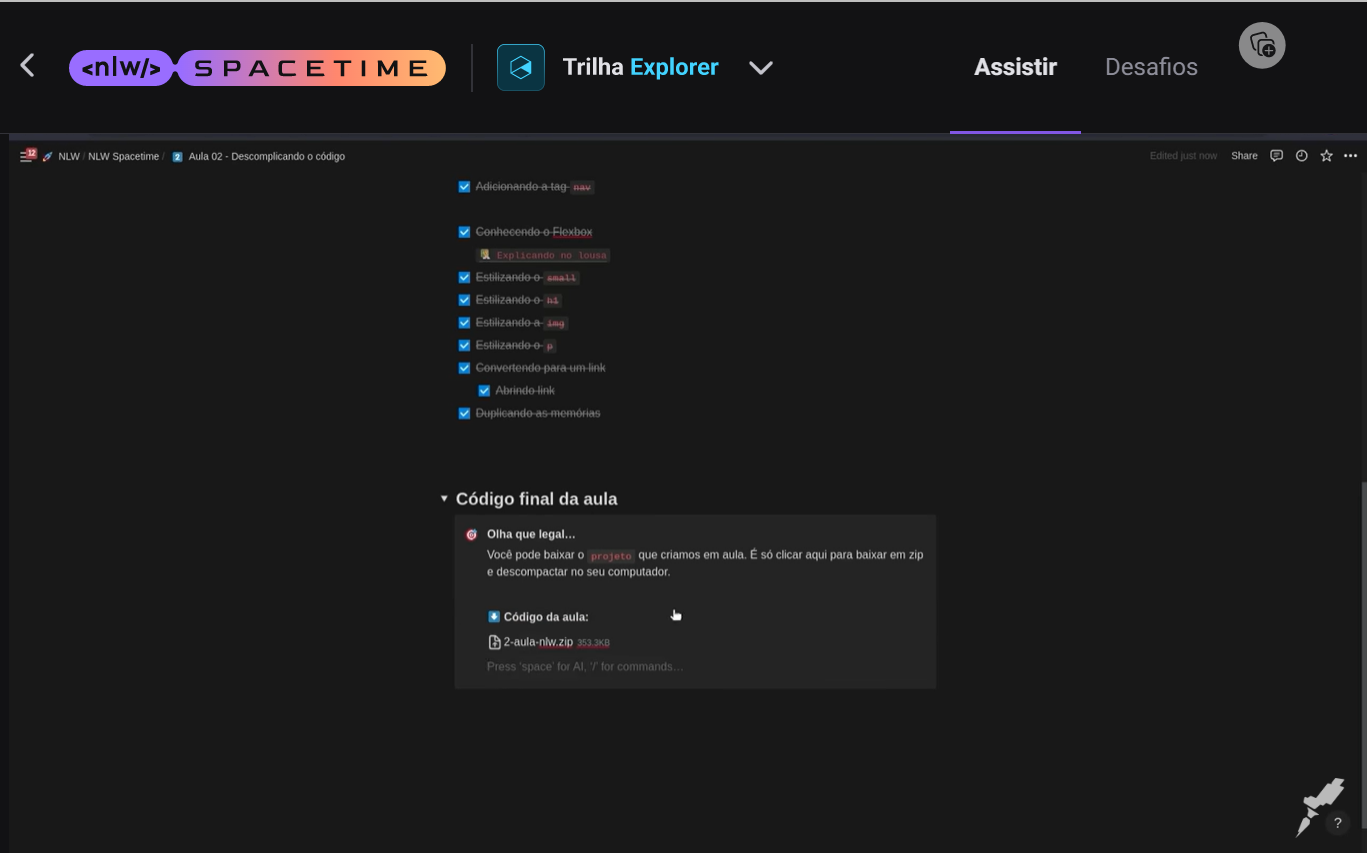 <nlw/> SPACETIME
Trilha Explorer
Assistir
Desafios
12
NLW / NLW Spacetime / 2 Aula 02 - Descomplicando o código
Edited just now
Share
Adicionando a tag nav
Conhecendo o Flexbox
Explicando no lousa
Estilizando o small
Estilizando o h1
Estilizando a img
Estilizando o p
Convertendo para um link
Abrindo link
Duplicando as memórias
Código final da aula
Olha que legal...
Você pode baixar o projeto que criamos em aula. É só clicar aqui para baixar em zip
e descompactar no seu computador.
Código da aula:
2-aula-nlw.zip 353.3KB
Press 'space' for AI, '/' for commands...
?